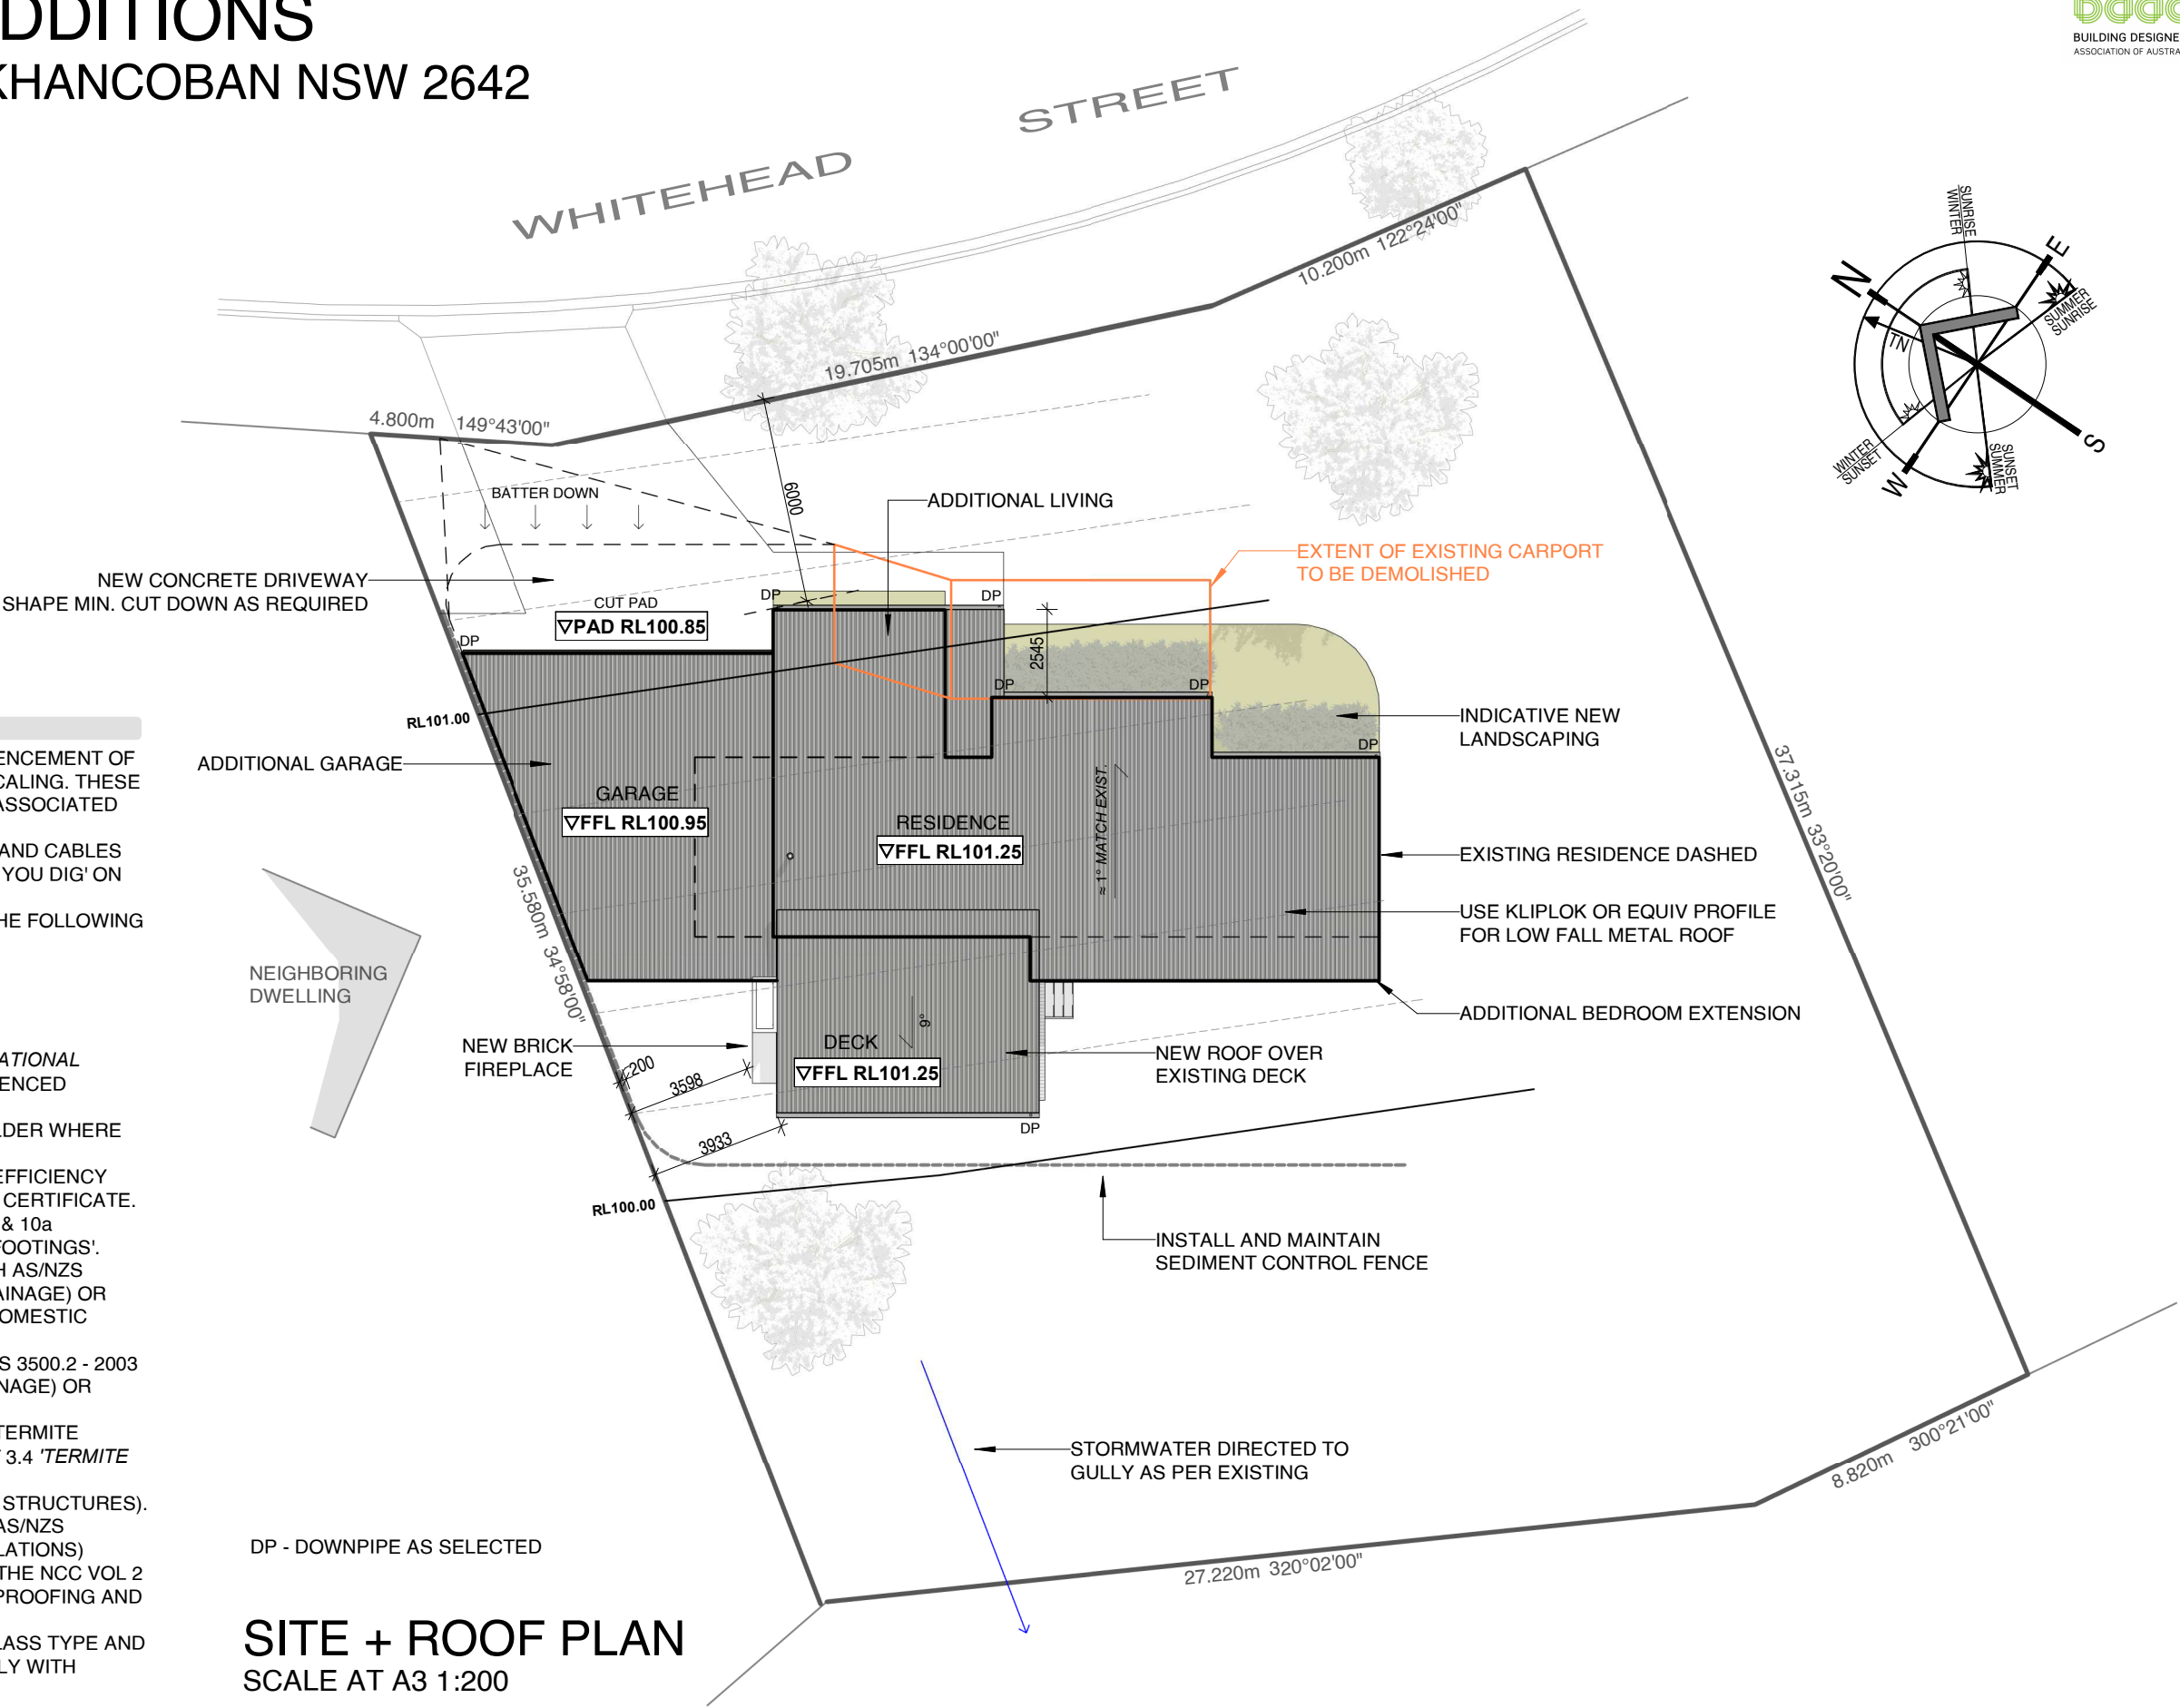 DDITIONS
KHANCOBAN NSW 2642
BUILDING DESIGNE
ASSOCIATION OF AUSTRA
WHITEHEAD STREET
10.200m 122°24'00"
19.705m 134°00'00"
4.800m 149°43'00"
N
E
S
W
TN
SUNRISE
WINTER
SUMMER
SUNRISE
WINTER
SUNSET
SUNSET
SUMMER
BATTER DOWN
6000
ADDITIONAL LIVING
EXTENT OF EXISTING CARPORT
TO BE DEMOLISHED
NEW CONCRETE DRIVEWAY
SHAPE MIN. CUT DOWN AS REQUIRED
CUT PAD
▽PAD RL100.85
DP
DP
DP
2545
DP
DP
DP
RL101.00
INDICATIVE NEW
LANDSCAPING
ADDITIONAL GARAGE
GARAGE
▽FFL RL100.95
RESIDENCE
▽FFL RL101.25
≈ 1° MATCH EXIST.
37.315m 33°20'00"
EXISTING RESIDENCE DASHED
USE KLIPLOK OR EQUIV PROFILE
FOR LOW FALL METAL ROOF
35.580m 34°58'00"
NEIGHBORING
DWELLING
ADDITIONAL BEDROOM EXTENSION
NEW BRICK
FIREPLACE
DECK
9°
▽FFL RL101.25
NEW ROOF OVER
EXISTING DECK
200
3598
3933
DP
RL100.00
INSTALL AND MAINTAIN
SEDIMENT CONTROL FENCE
STORMWATER DIRECTED TO
GULLY AS PER EXISTING
8.820m 300°21'00"
27.220m 320°02'00"
ENCEMENT OF
CALING. THESE
ASSOCIATED
AND CABLES
YOU DIG' ON
HE FOLLOWING
ATIONAL
ENCED
LDER WHERE
EFFICIENCY
CERTIFICATE.
& 10a
FOOTINGS'.
H AS/NZS
AINAGE) OR
OMESTIC
S 3500.2 - 2003
NAGE) OR
TERMITE
3.4 'TERMITE
STRUCTURES).
AS/NZS
LATIONS)
THE NCC VOL 2
PROOFING AND
LASS TYPE AND
LY WITH
DP - DOWNPIPE AS SELECTED
SITE + ROOF PLAN
SCALE AT A3 1:200